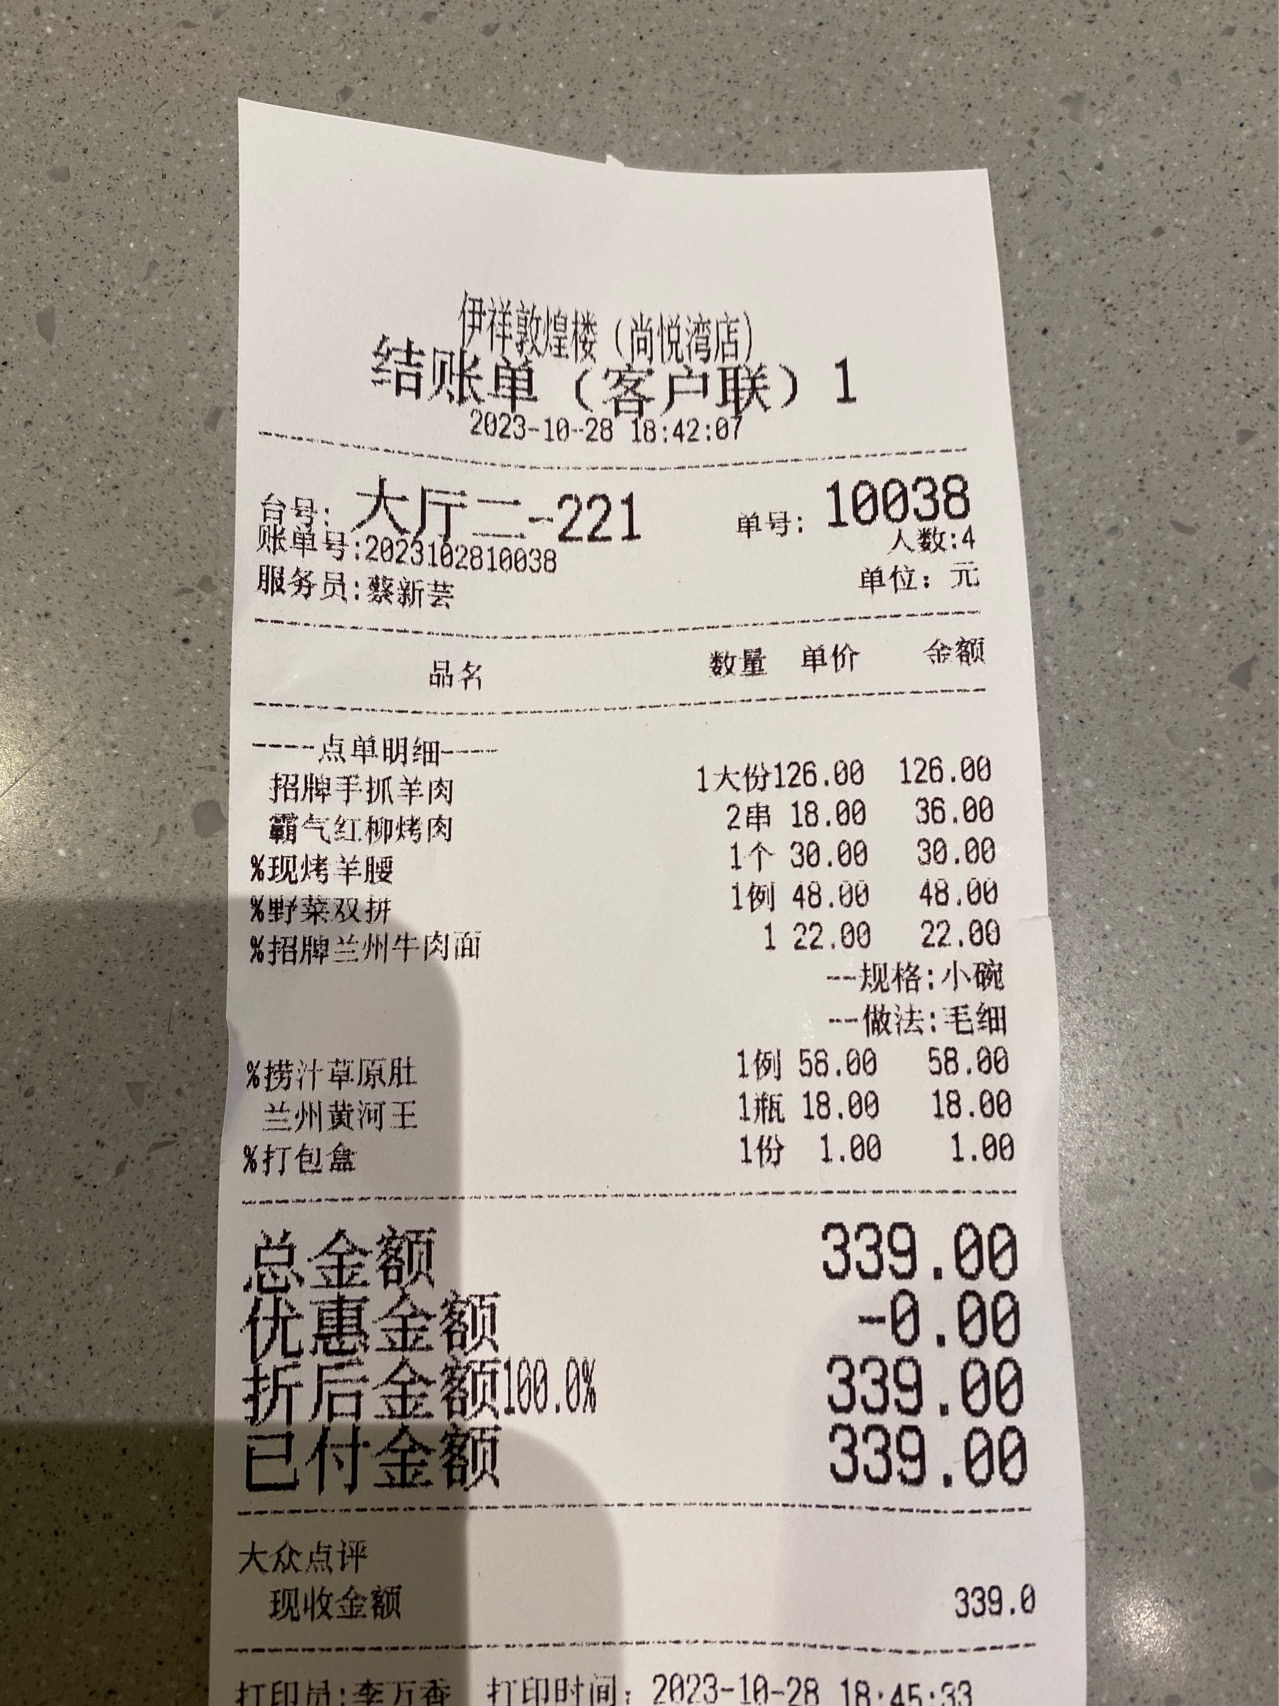 伊祥敦煌楼（尚悦湾店）
结账单（客户联）1
2023-10-28 18:42:07
台号: 大厅二-221 单号: 10038
账单号:2023102810038 人数:4
服务员:蔡新芸 单位: 元
品名 数量 单价 金额
----点单明细----
招牌手抓羊肉 1大份126.00 126.00
霸气红柳烤肉 2串 18.00 36.00
%现烤羊腰 1个 30.00 30.00
%野菜双拼 1例 48.00 48.00
%招牌兰州牛肉面 1 22.00 22.00
--规格:小碗
--做法:毛细
%捞汁草原肚 1例 58.00 58.00
兰州黄河王 1瓶 18.00 18.00
%打包盒 1份 1.00 1.00
总金额 339.00
优惠金额 -0.00
折后金额100.0% 339.00
已付金额 339.00
大众点评
现收金额 339.0
打印员:李万香 打印时间: 2023-10-28 18:45:33